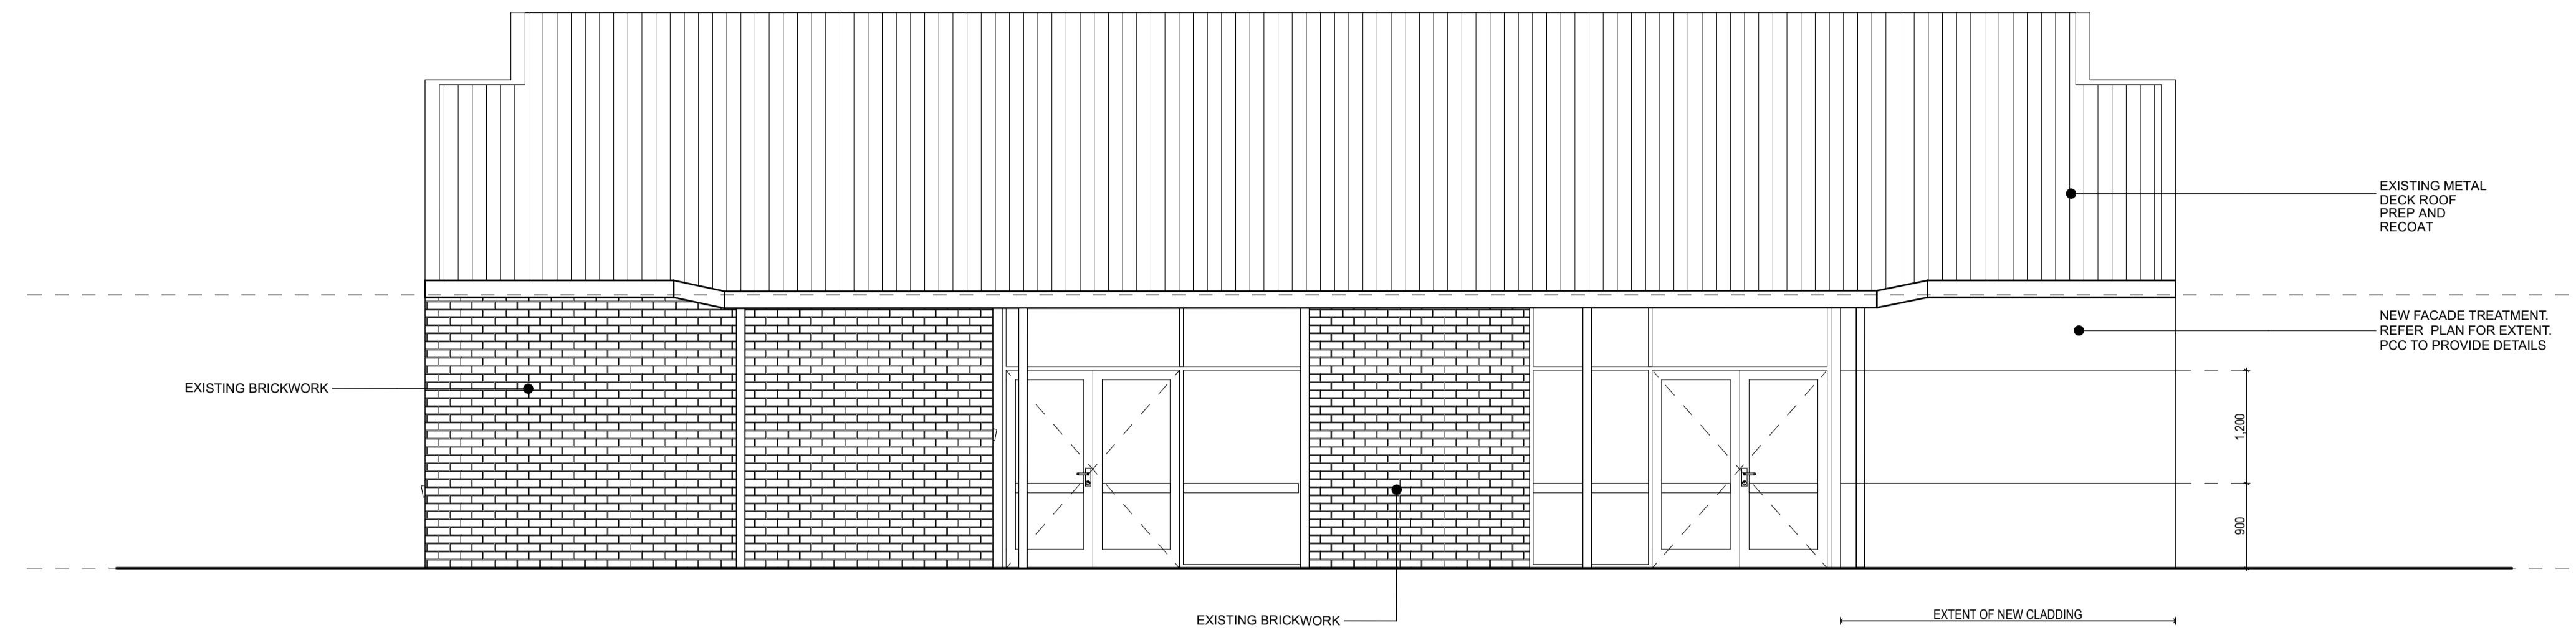 EXISTING METAL
DECK ROOF
PREP AND
RECOAT
NEW FACADE TREATMENT.
REFER PLAN FOR EXTENT.
PCC TO PROVIDE DETAILS
EXISTING BRICKWORK
1,200
900
EXTENT OF NEW CLADDING
EXISTING BRICKWORK